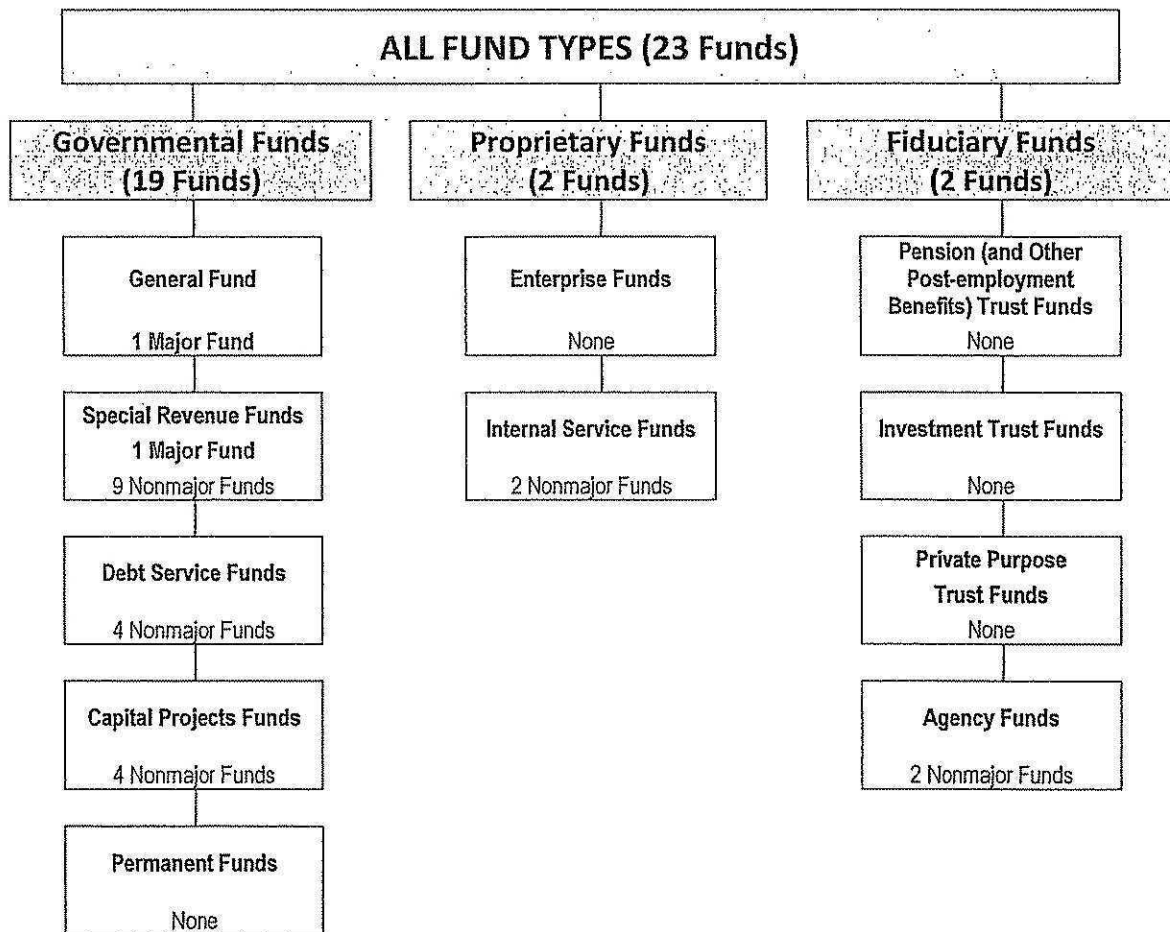 ALL FUND TYPES (23 Funds)
Governmental Funds
(19 Funds)
General Fund
1 Major Fund
Special Revenue Funds
1 Major Fund
9 Nonmajor Funds
Debt Service Funds
4 Nonmajor Funds
Capital Projects Funds
4 Nonmajor Funds
Permanent Funds
None
Proprietary Funds
(2 Funds)
Enterprise Funds
None
Internal Service Funds
2 Nonmajor Funds
Fiduciary Funds
(2 Funds)
Pension (and Other
Post-employment
Benefits) Trust Funds
None
Investment Trust Funds
None
Private Purpose
Trust Funds
None
Agency Funds
2 Nonmajor Funds